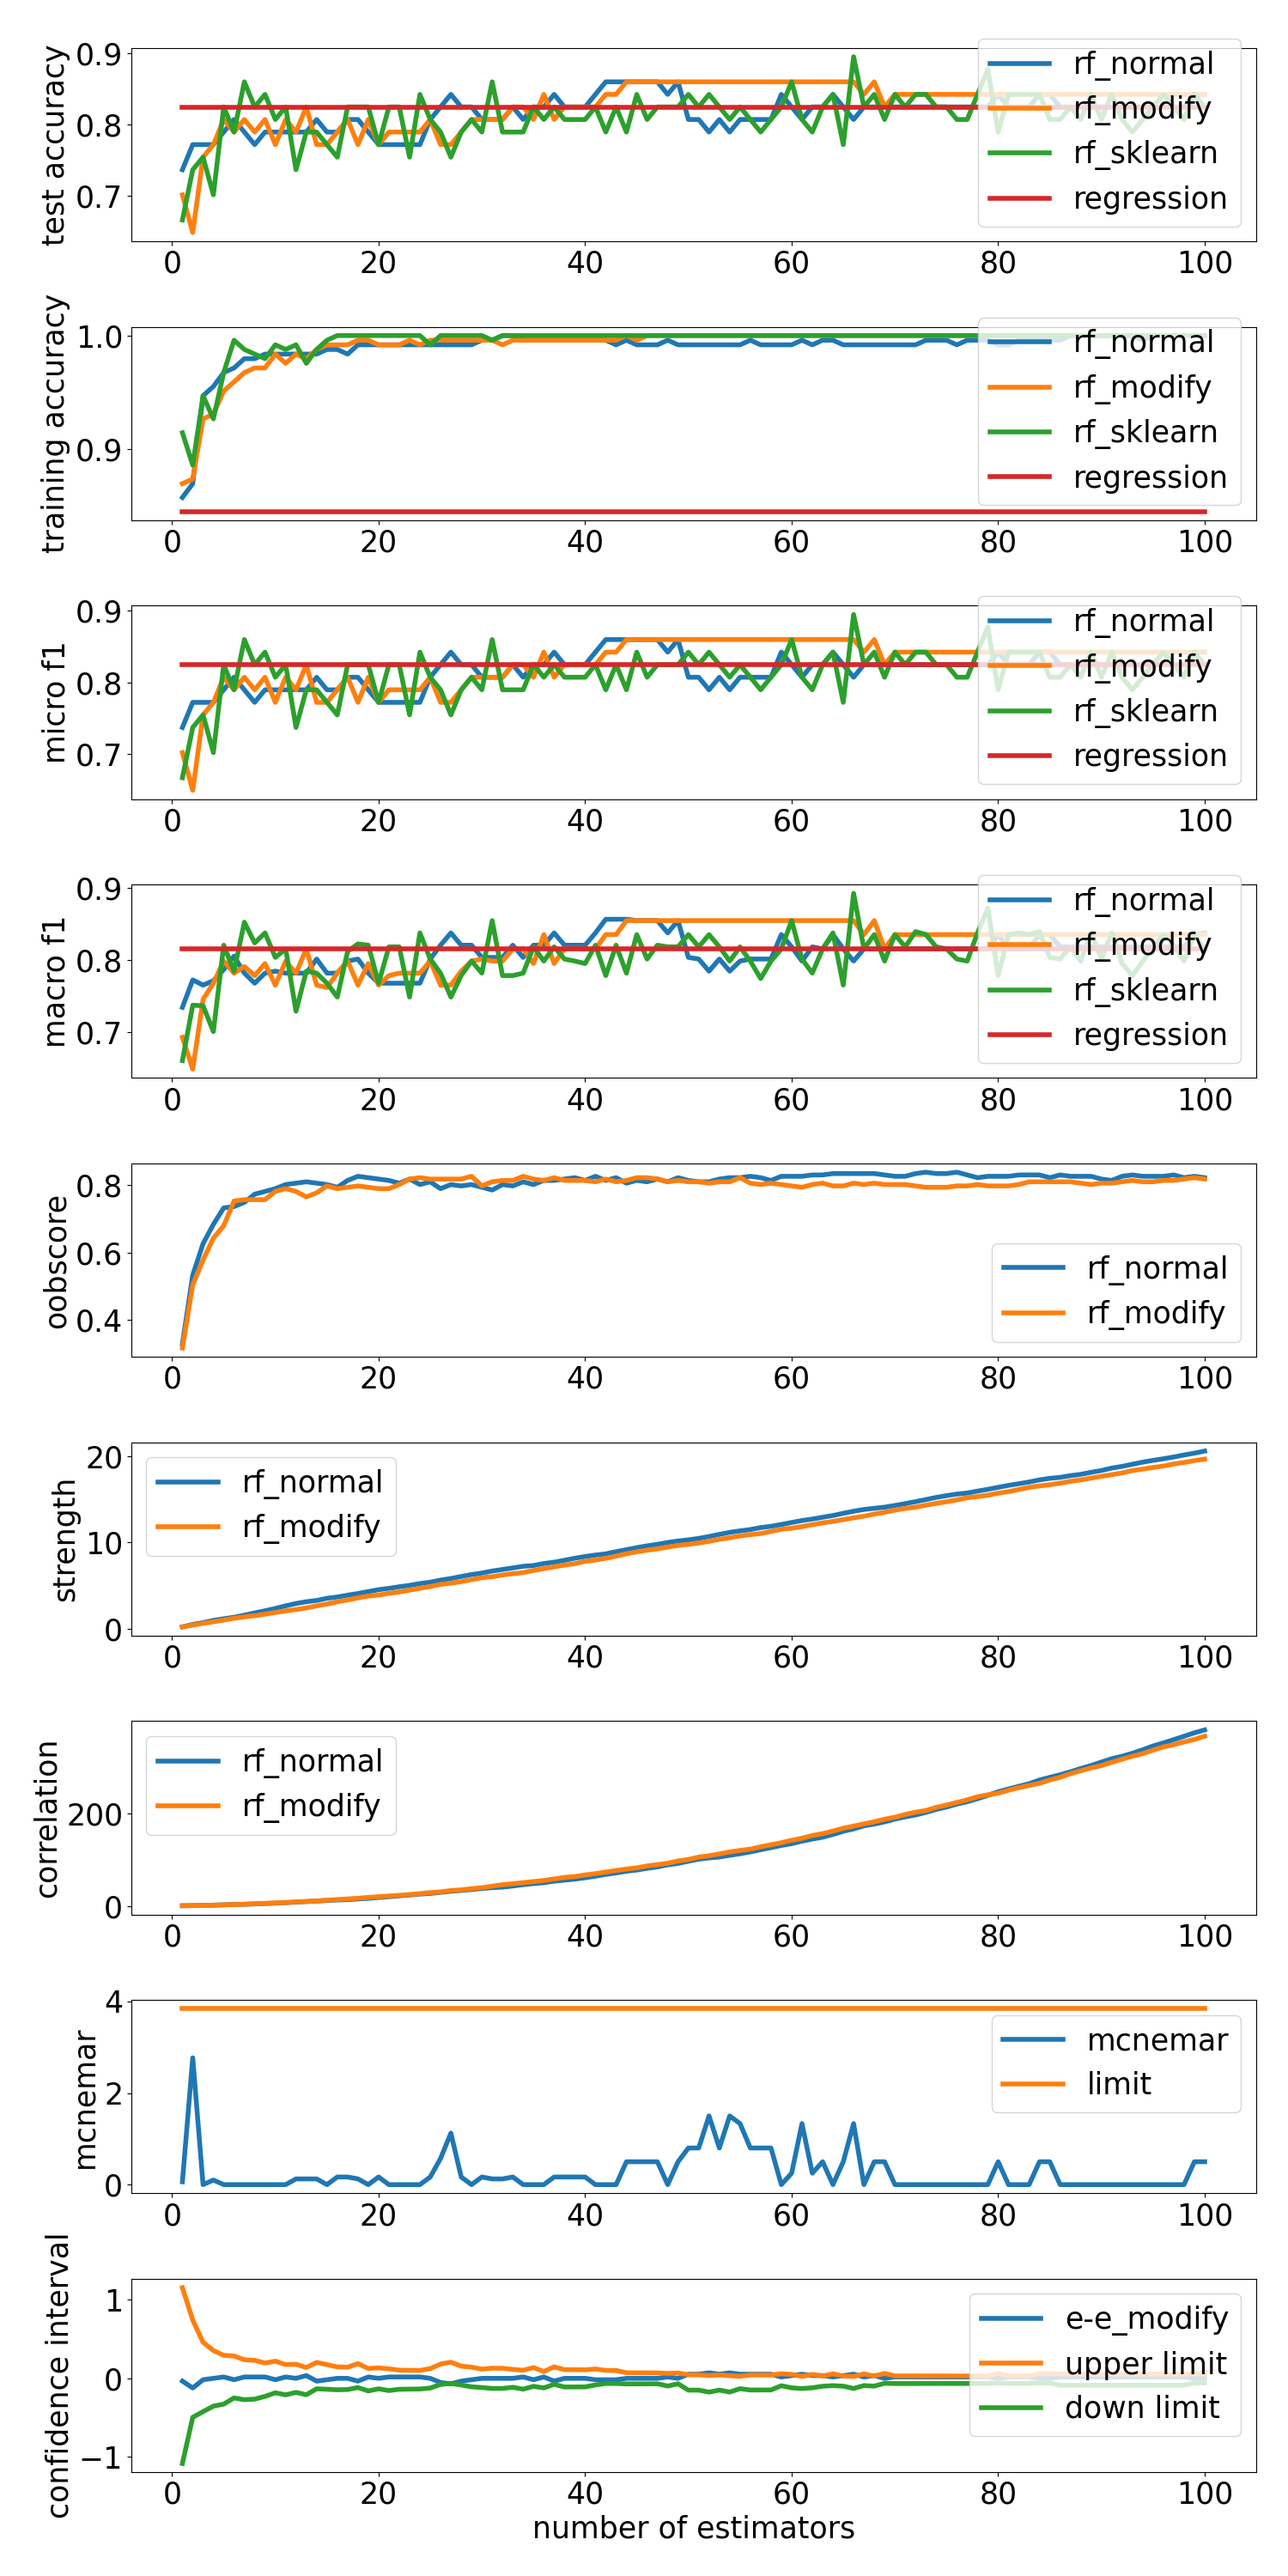 test accuracy
0.9
0.8
0.7
0 20 40 60 80 100
rf_normal
rf_modify
rf_sklearn
regression
training accuracy
1.0
0.9
0 20 40 60 80 100
rf_normal
rf_modify
rf_sklearn
regression
micro f1
0.9
0.8
0.7
0 20 40 60 80 100
rf_normal
rf_modify
rf_sklearn
regression
macro f1
0.9
0.8
0.7
0 20 40 60 80 100
rf_normal
rf_modify
rf_sklearn
regression
oobscore
0.8
0.6
0.4
0 20 40 60 80 100
rf_normal
rf_modify
strength
20
10
0
0 20 40 60 80 100
rf_normal
rf_modify
correlation
200
0
0 20 40 60 80 100
rf_normal
rf_modify
mcnemar
4
2
0
0 20 40 60 80 100
mcnemar
limit
confidence interval
1
0
−1
0 20 40 60 80 100
e-e_modify
upper limit
down limit
number of estimators